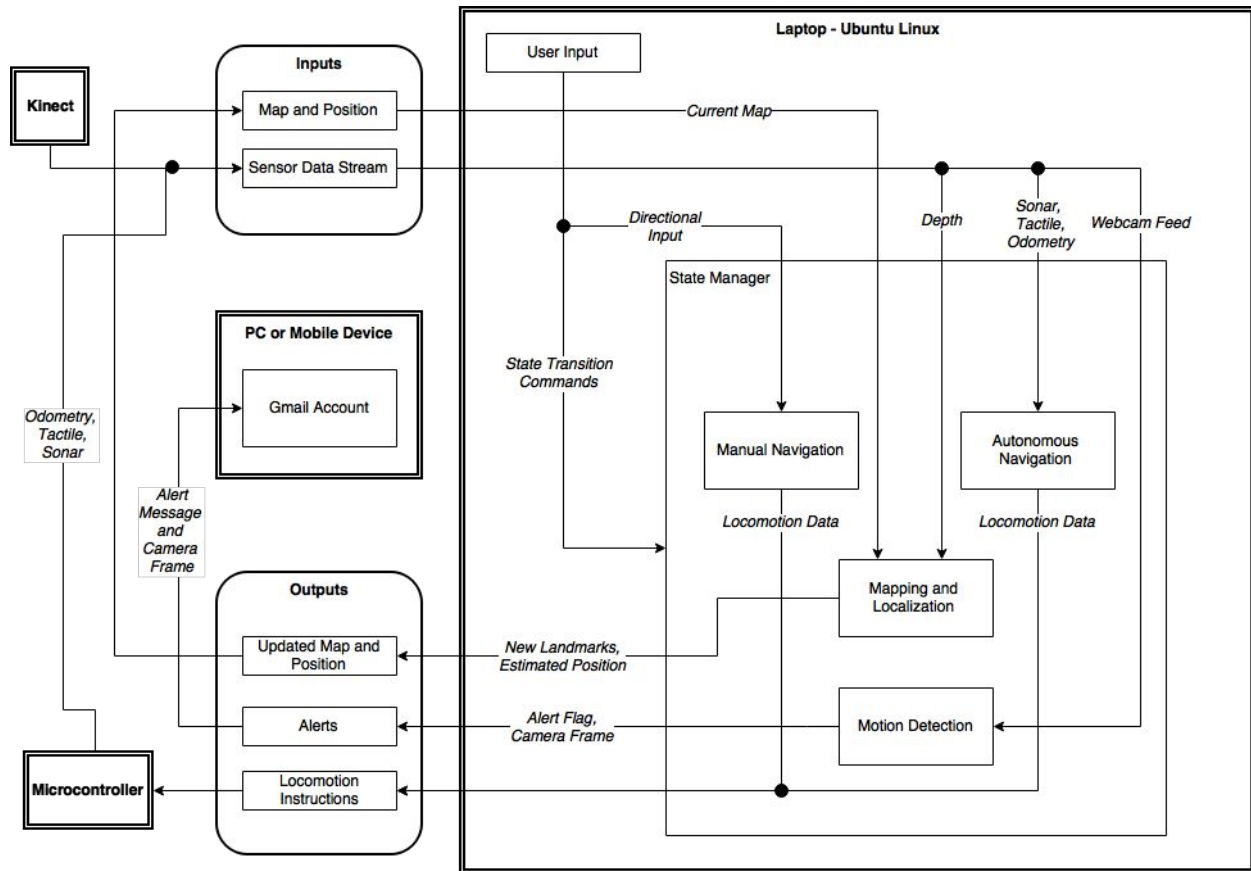 Laptop - Ubuntu Linux
User Input
Inputs
Kinect
Map and Position
Current Map
Sensor Data Stream
Directional
Input
Depth
Sonar,
Tactile,
Odometry
Webcam Feed
State Manager
PC or Mobile Device
Gmail Account
State Transition
Commands
Odometry,
Tactile,
Sonar
Manual Navigation
Autonomous
Navigation
Alert
Message
and
Camera
Frame
Locomotion Data
Locomotion Data
Outputs
Mapping and
Localization
Updated Map and
Position
New Landmarks,
Estimated Position
Alerts
Alert Flag,
Camera Frame
Motion Detection
Microcontroller
Locomotion
Instructions